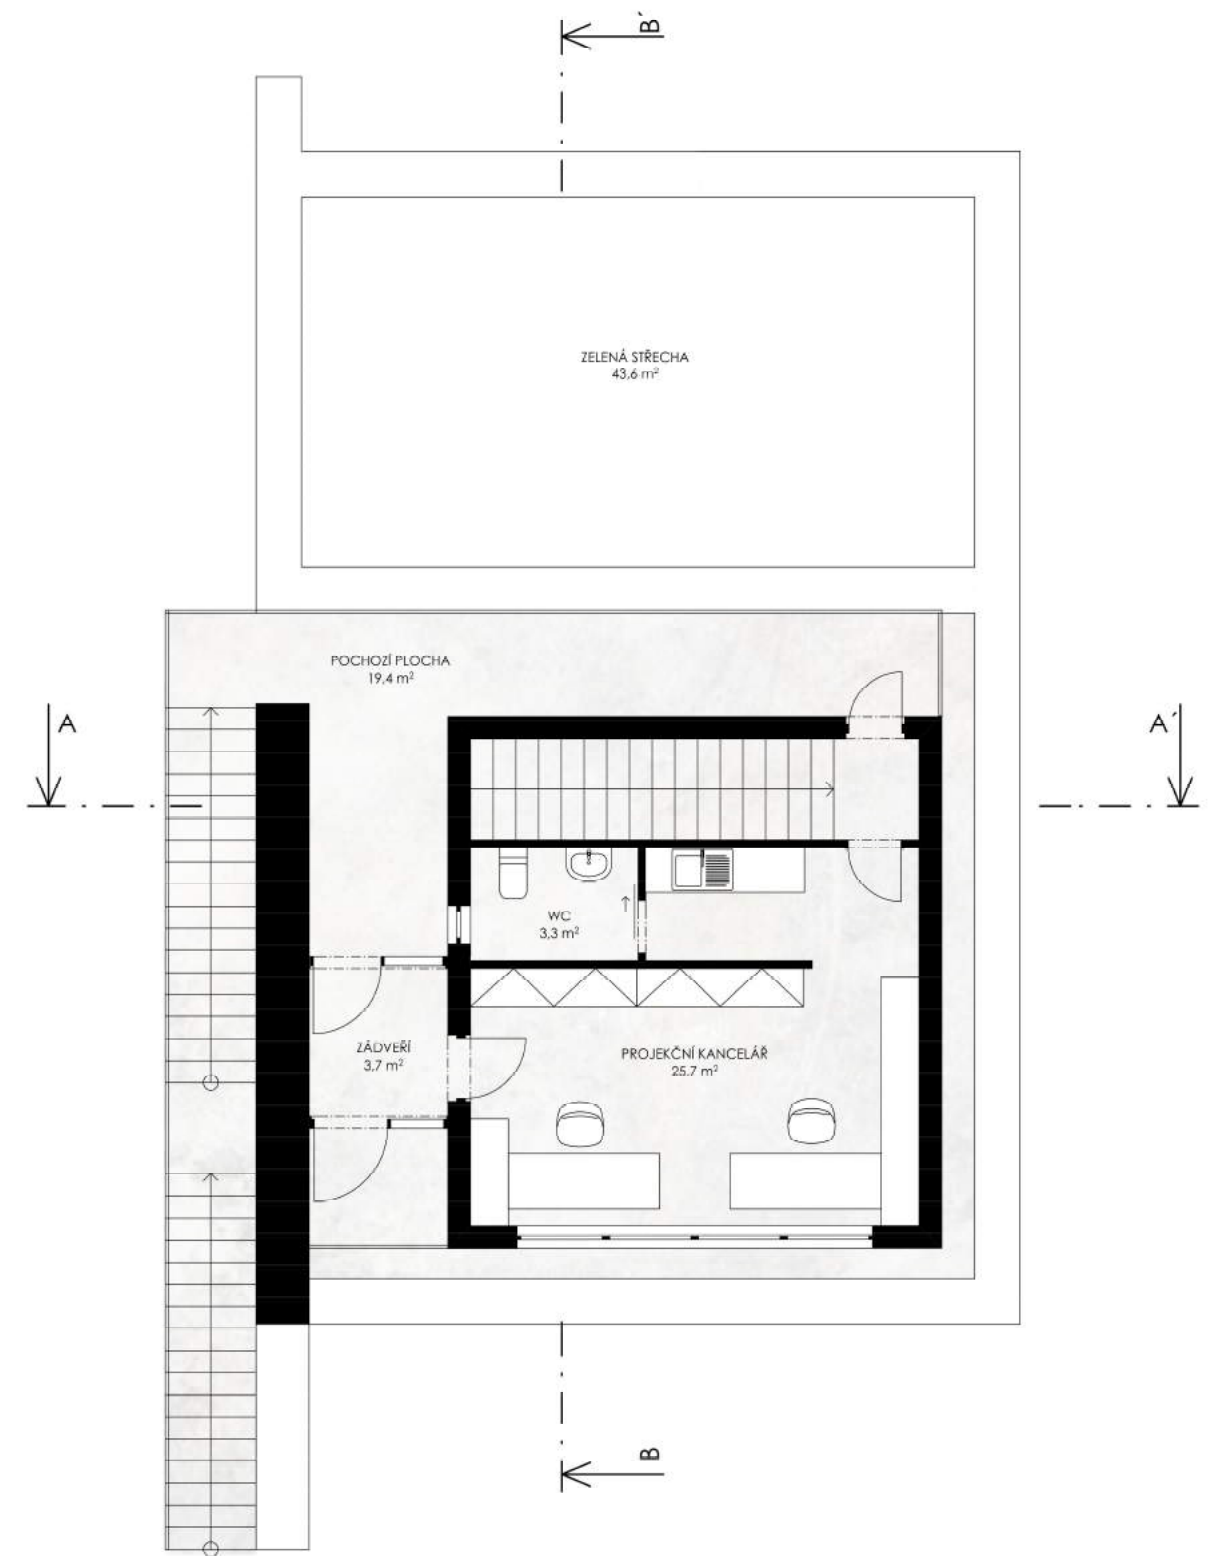 B´
ZELENÁ STŘECHA
43,6 m²
POCHOZÍ PLOCHA
19,4 m²
A
A´
WC
3,3 m²
ZÁDVEŘÍ
3,7 m²
PROJEKČNÍ KANCELÁŘ
25,7 m²
B